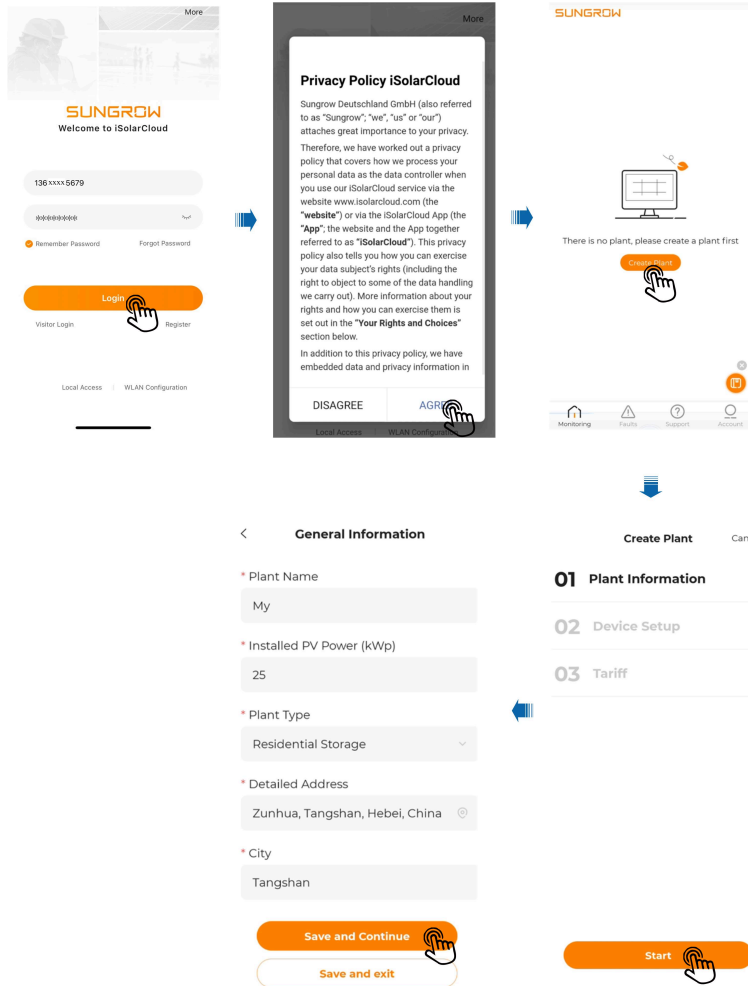 More
SUNGROW
Welcome to iSolarCloud
136 xxxx 5679
Remember Password
Forgot Password
Login
Visitor Login
Register
Local Access
WLAN Configuration
More
Privacy Policy iSolarCloud
Sungrow Deutschland GmbH (also referred
to as “Sungrow”; “we”, “us” or “our”)
attaches great importance to your privacy.
Therefore, we have worked out a privacy
policy that covers how we process your
personal data as the data controller when
you use our iSolarCloud service via the
website www.isolarcloud.com (the
“website”) or via the iSolarCloud App (the
“App”; the website and the App together
referred to as “iSolarCloud”). This privacy
policy also tells you how you can exercise
your data subject's rights (including the
right to object to some of the data handling
we carry out). More information about your
rights and how you can exercise them is
set out in the “Your Rights and Choices”
section below.
In addition to this privacy policy, we have
embedded data and privacy information in
DISAGREE
AGRE
Local Access
WLAN Configuration
SUNGROW
There is no plant, please create a plant first
Create Plant
Monitoring
Faults
Support
Account
Create Plant
Can
01 Plant Information
02 Device Setup
03 Tariff
Start
General Information
* Plant Name
My
* Installed PV Power (kWp)
25
* Plant Type
Residential Storage
* Detailed Address
Zunhua, Tangshan, Hebei, China
* City
Tangshan
Save and Continue
Save and exit